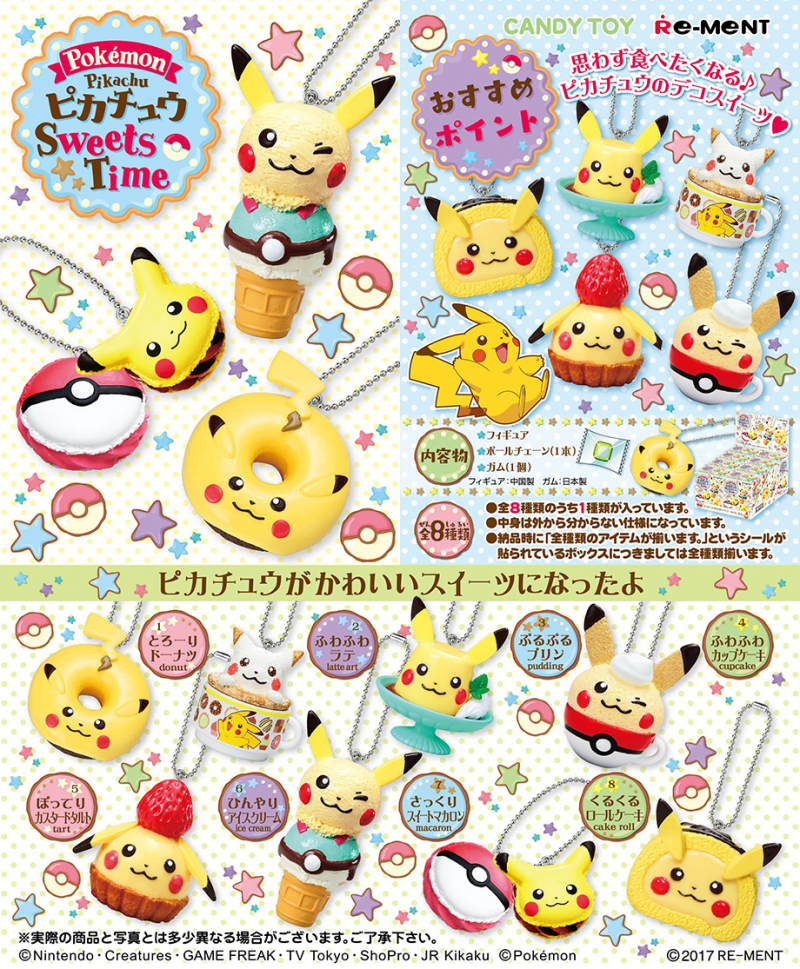 Pokémon
Pikachu
ピカチュウ
Sweets
Time
CANDY TOY Re-MENT
思わず食べたくなる♪
ピカチュウのデコスイーツ♥
おすすめ
ポイント
内容物
★フィギュア
★ボールチェーン(1本)
★ガム(1個)
フィギュア:中国製 ガム:日本製
ぜん しゅ るい
全8種類
●全8種類のうち1種類が入っています。
●中身は外から分からない仕様になっています。
●納品時に「全種類のアイテムが揃います。」というシールが
貼られているボックスにつきましては全種類揃います。
ピカチュウがかわいいスイーツになったよ
1
とろーり
ドーナツ
donut
2
ふわふわ
ラテ
latte art
3
ぷるぷる
プリン
pudding
4
ふわふわ
カップケーキ
cupcake
5
ぽってり
カスタードタルト
tart
6
ひんやり
アイスクリーム
ice cream
7
さっくり
スイートマカロン
macaron
8
くるくる
ロールケーキ
cake roll
※実際の商品と写真とは多少異なる場合がございます。ご了承下さい。
©Nintendo・Creatures・GAME FREAK・TV Tokyo・ShoPro・JR Kikaku ©Pokémon
©2017 RE-MENT